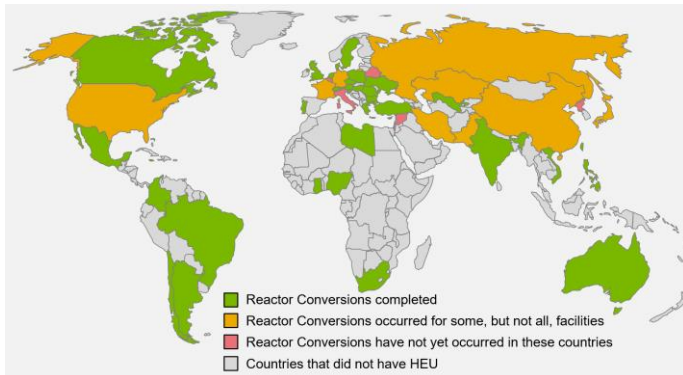 Reactor Conversions completed
Reactor Conversions occurred for some, but not all, facilities
Reactor Conversions have not yet occurred in these countries
Countries that did not have HEU